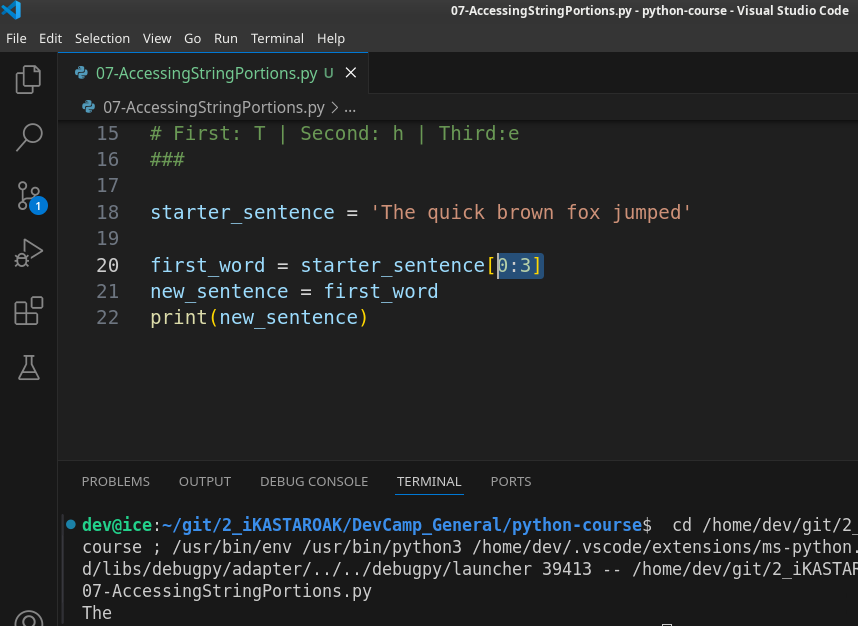 07-AccessingStringPortions.py - python-course - Visual Studio Code
File Edit Selection View Go Run Terminal Help
07-AccessingStringPortions.py U
07-AccessingStringPortions.py > ...
15 # First: T | Second: h | Third:e
16 ###
17
18 starter_sentence = 'The quick brown fox jumped'
19
20 first_word = starter_sentence[0:3]
21 new_sentence = first_word
22 print(new_sentence)
1
PROBLEMS OUTPUT DEBUG CONSOLE TERMINAL PORTS
dev@ice:~/git/2_iKASTAROAK/DevCamp_General/python-course$ cd /home/dev/git/2_
course ; /usr/bin/env /usr/bin/python3 /home/dev/.vscode/extensions/ms-python.
d/libs/debugpy/adapter/../../debugpy/launcher 39413 -- /home/dev/git/2_iKASTAR
07-AccessingStringPortions.py
The